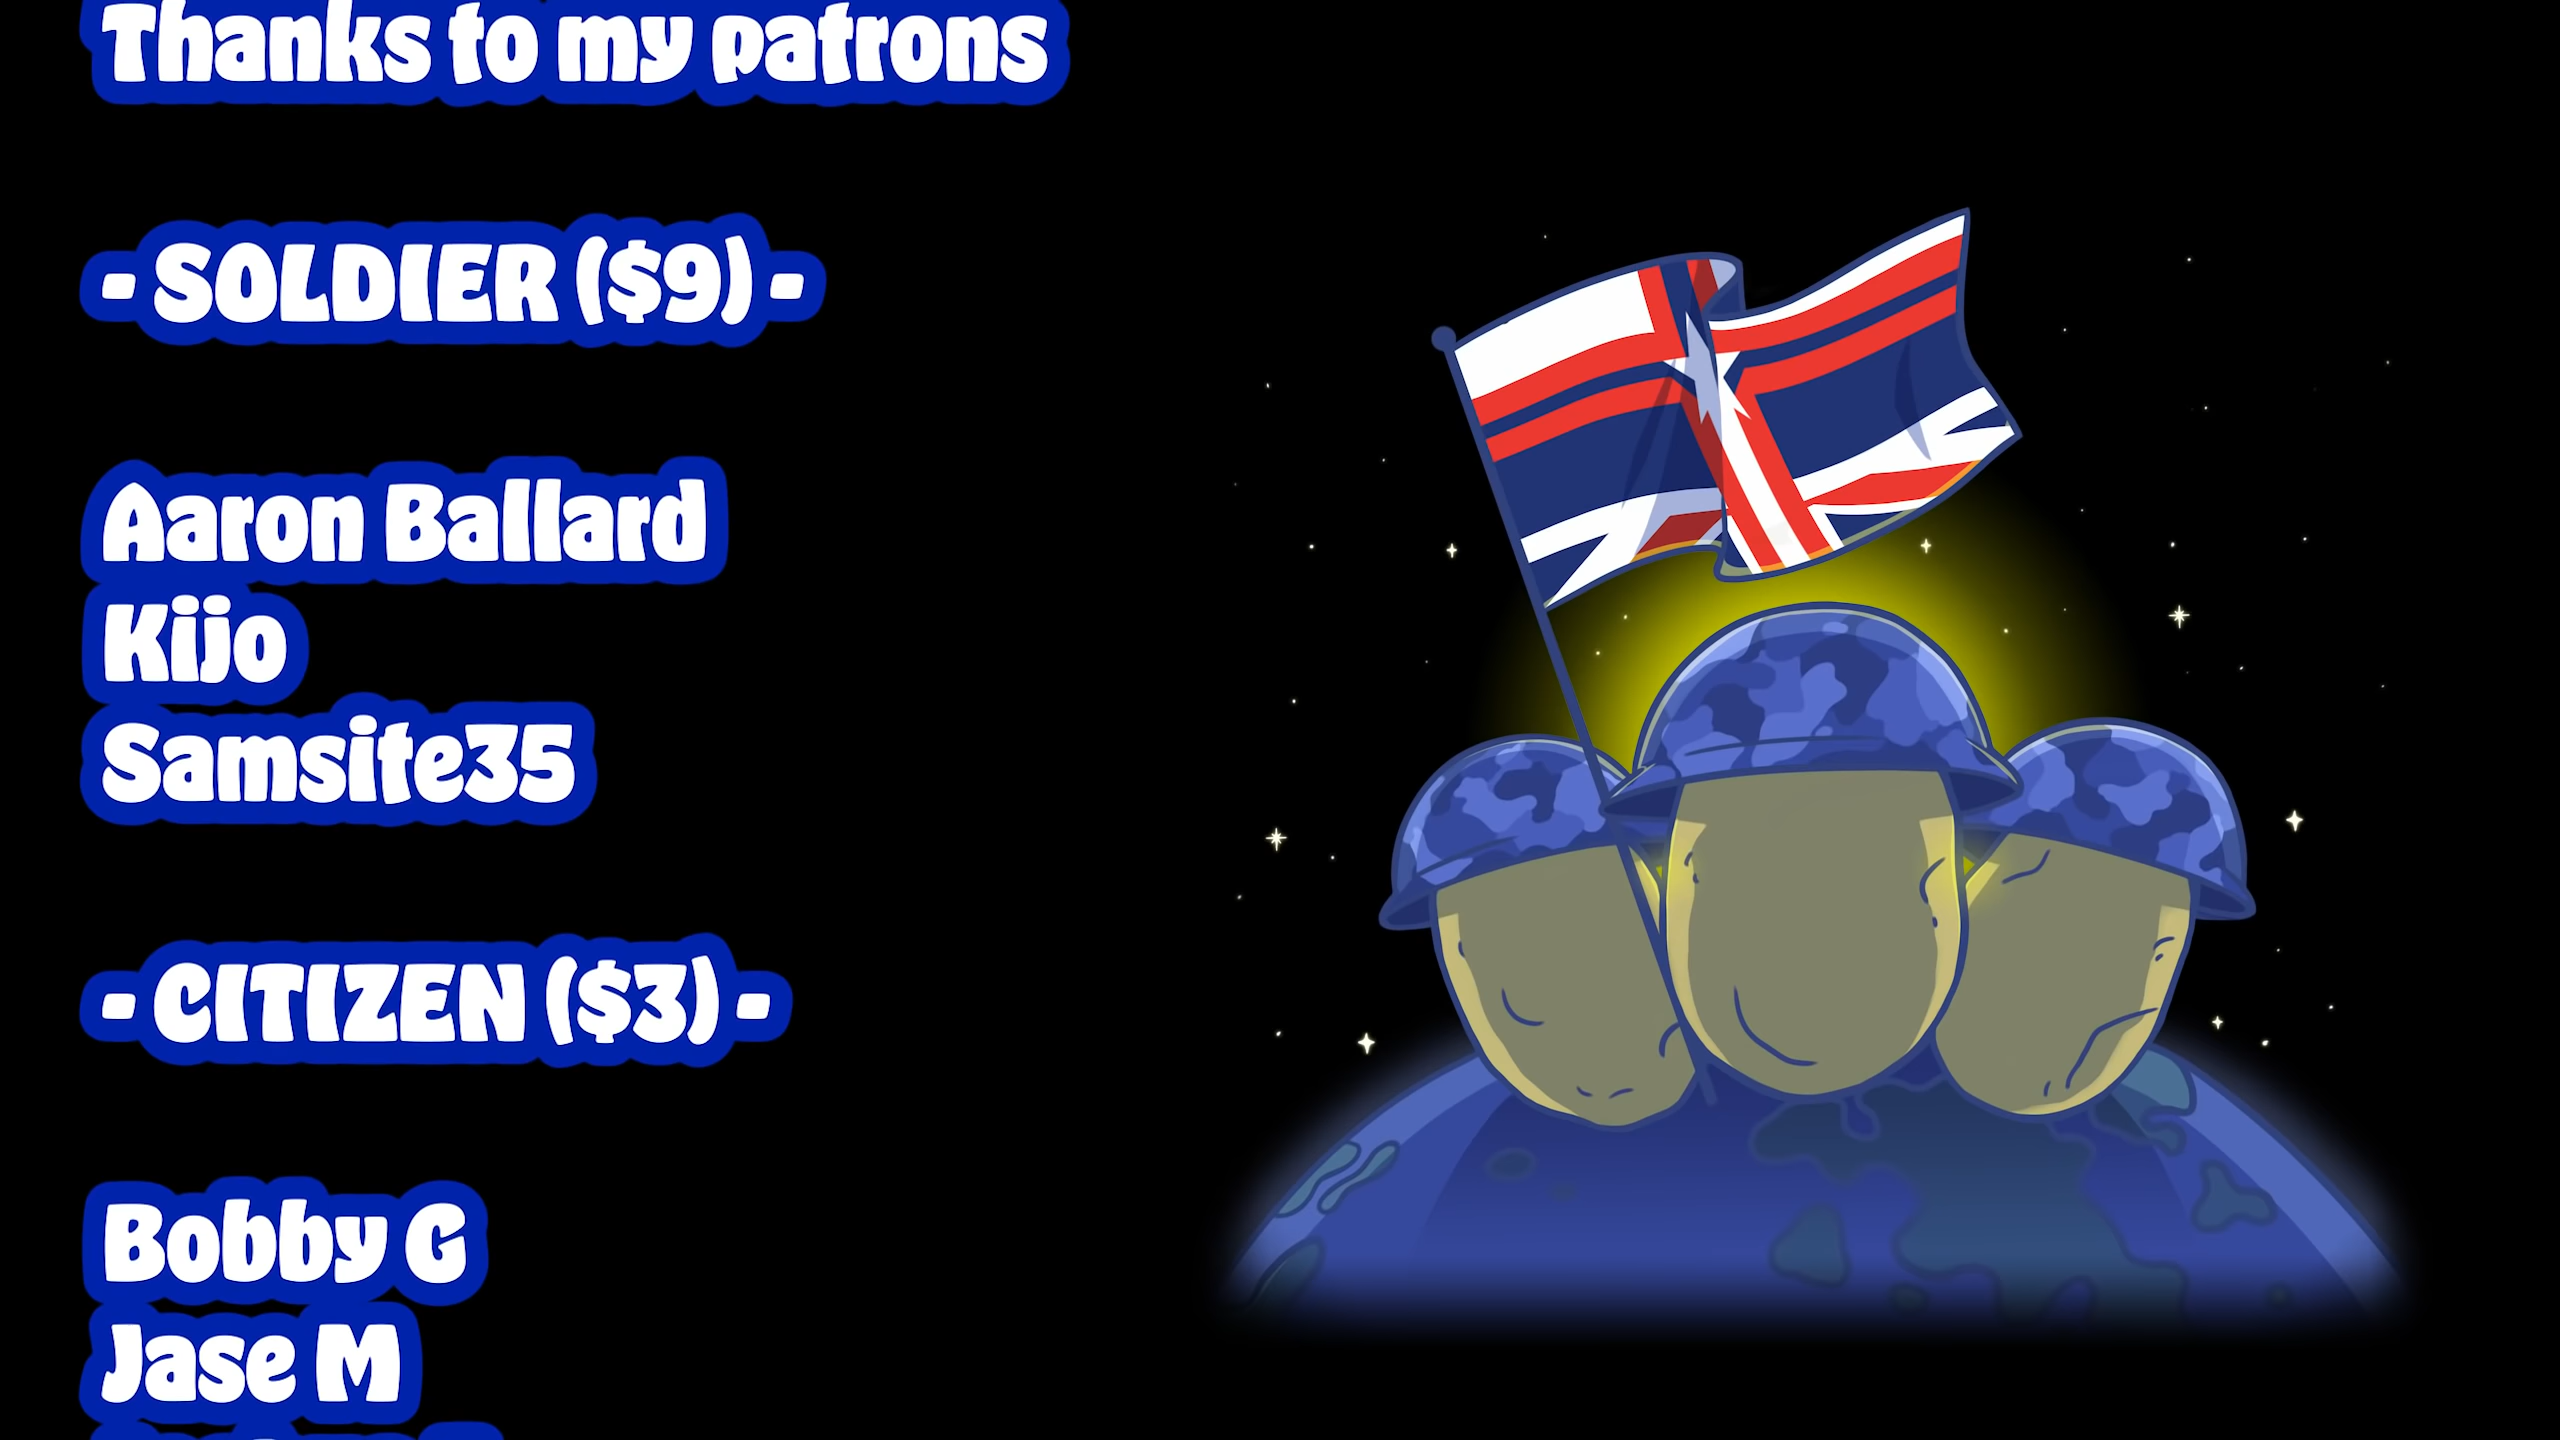 Thanks to my patrons
- SOLDIER ($9) -
Aaron Ballard
Kijo
Samsite35
- CITIZEN ($3) -
Bobby G
Jase M